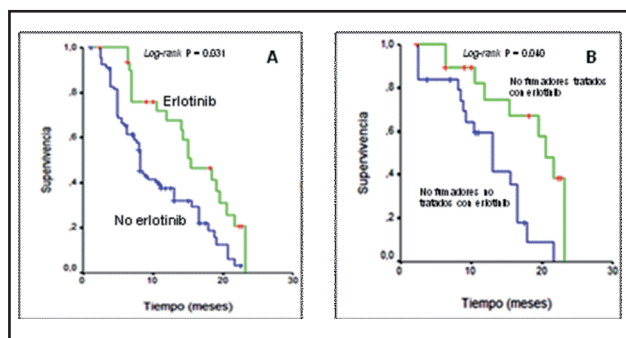 Log-rank P = 0.031
A
1,0
,8
,6
,4
,2
0,0
Supervivencia
Erlotinib
No erlotinib
0
10
20
30
Tiempo (meses)
Log-rank P = 0.040
B
1,0
,8
,6
,4
,2
0,0
Supervivencia
No fumadores tratados
con erlotinib
No fumadores no
tratados con erlotinib
0
10
20
30
Tiempo (meses)